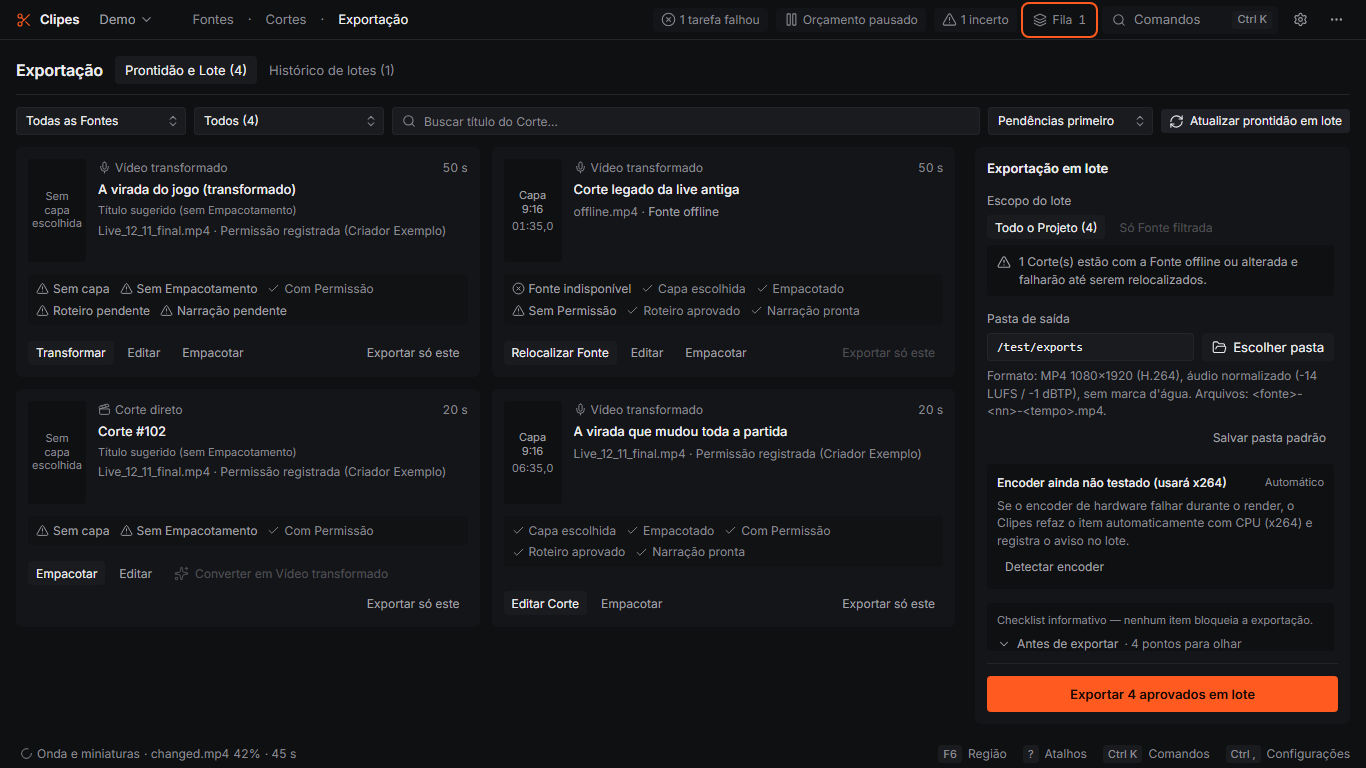 Clipes Demo Fontes · Cortes · Exportação 1 tarefa falhou Orçamento pausado 1 incerto Fila 1 Comandos Ctrl K
Exportação Prontidão e Lote (4) Histórico de lotes (1)
Todas as Fontes Todos (4) Buscar título do Corte... Pendências primeiro Atualizar prontidão em lote
Sem capa escolhida
Vídeo transformado 50 s
A virada do jogo (transformado)
Título sugerido (sem Empacotamento)
Live_12_11_final.mp4 · Permissão registrada (Criador Exemplo)
Sem capa Sem Empacotamento Com Permissão
Roteiro pendente Narração pendente
Transformar Editar Empacotar Exportar só este
Capa
9:16
01:35,0
Vídeo transformado 50 s
Corte legado da live antiga
offline.mp4 · Fonte offline
Fonte indisponível Capa escolhida Empacotado
Sem Permissão Roteiro aprovado Narração pronta
Relocalizar Fonte Editar Empacotar Exportar só este
Sem
capa
escolhida
Corte direto 20 s
Corte #102
Título sugerido (sem Empacotamento)
Live_12_11_final.mp4 · Permissão registrada (Criador Exemplo)
Sem capa Sem Empacotamento Com Permissão
Empacotar Editar Converter em Vídeo transformado
Exportar só este
Capa
9:16
06:35,0
Vídeo transformado 20 s
A virada que mudou toda a partida
Live_12_11_final.mp4 · Permissão registrada (Criador Exemplo)
Capa escolhida Empacotado Com Permissão
Roteiro aprovado Narração pronta
Editar Corte Empacotar Exportar só este
Exportação em lote
Escopo do lote
Todo o Projeto (4) Só Fonte filtrada
1 Corte(s) estão com a Fonte offline ou alterada e
falharão até serem relocalizados.
Pasta de saída
/test/exports Escolher pasta
Formato: MP4 1080×1920 (H.264), áudio normalizado (-14
LUFS / -1 dBTP), sem marca d'água. Arquivos: <fonte>-
<nn>-<tempo>.mp4.
Salvar pasta padrão
Encoder ainda não testado (usará x264) Automático
Se o encoder de hardware falhar durante o render, o
Clipes refaz o item automaticamente com CPU (x264) e
registra o aviso no lote.
Detectar encoder
Checklist informativo — nenhum item bloqueia a exportação.
Antes de exportar · 4 pontos para olhar
Exportar 4 aprovados em lote
Onda e miniaturas · changed.mp4 42% · 45 s F6 Região ? Atalhos Ctrl K Comandos Ctrl , Configurações